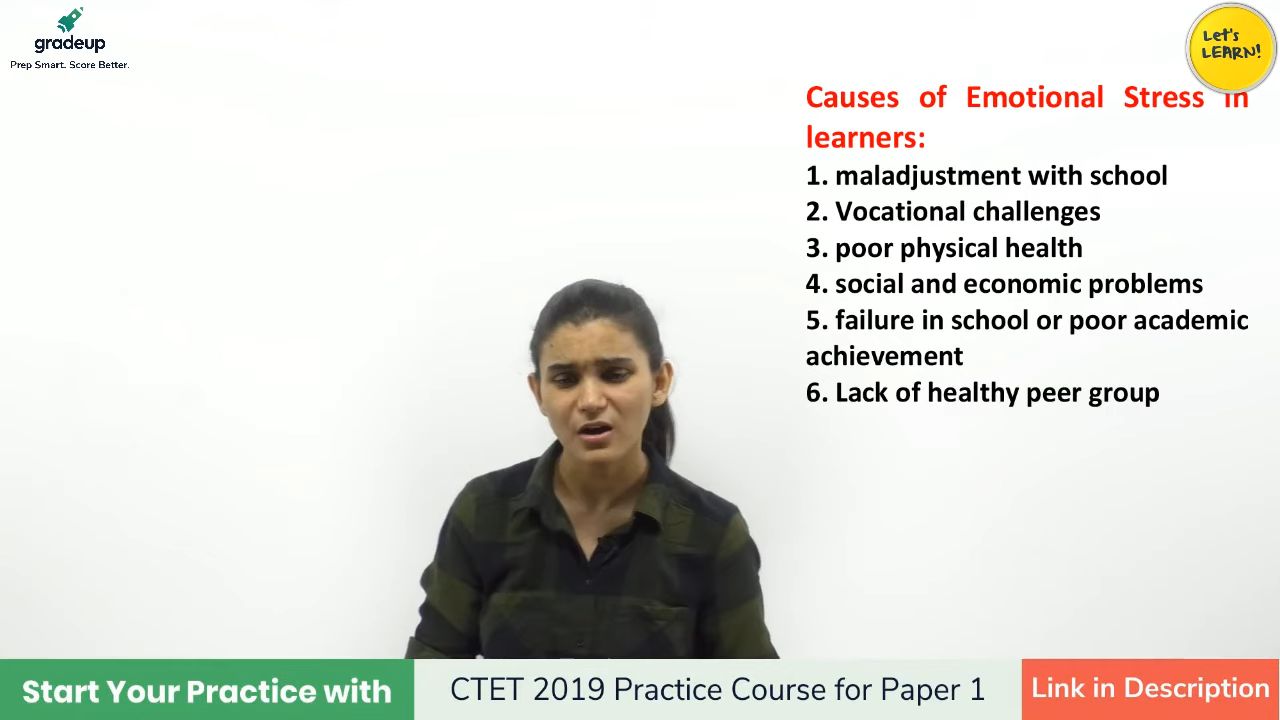 gradeup
Prep Smart. Score Better.
Let's
LEARN!
Causes of Emotional Stress in
learners:
1. maladjustment with school
2. Vocational challenges
3. poor physical health
4. social and economic problems
5. failure in school or poor academic
achievement
6. Lack of healthy peer group
Start Your Practice with
CTET 2019 Practice Course for Paper 1
Link in Description